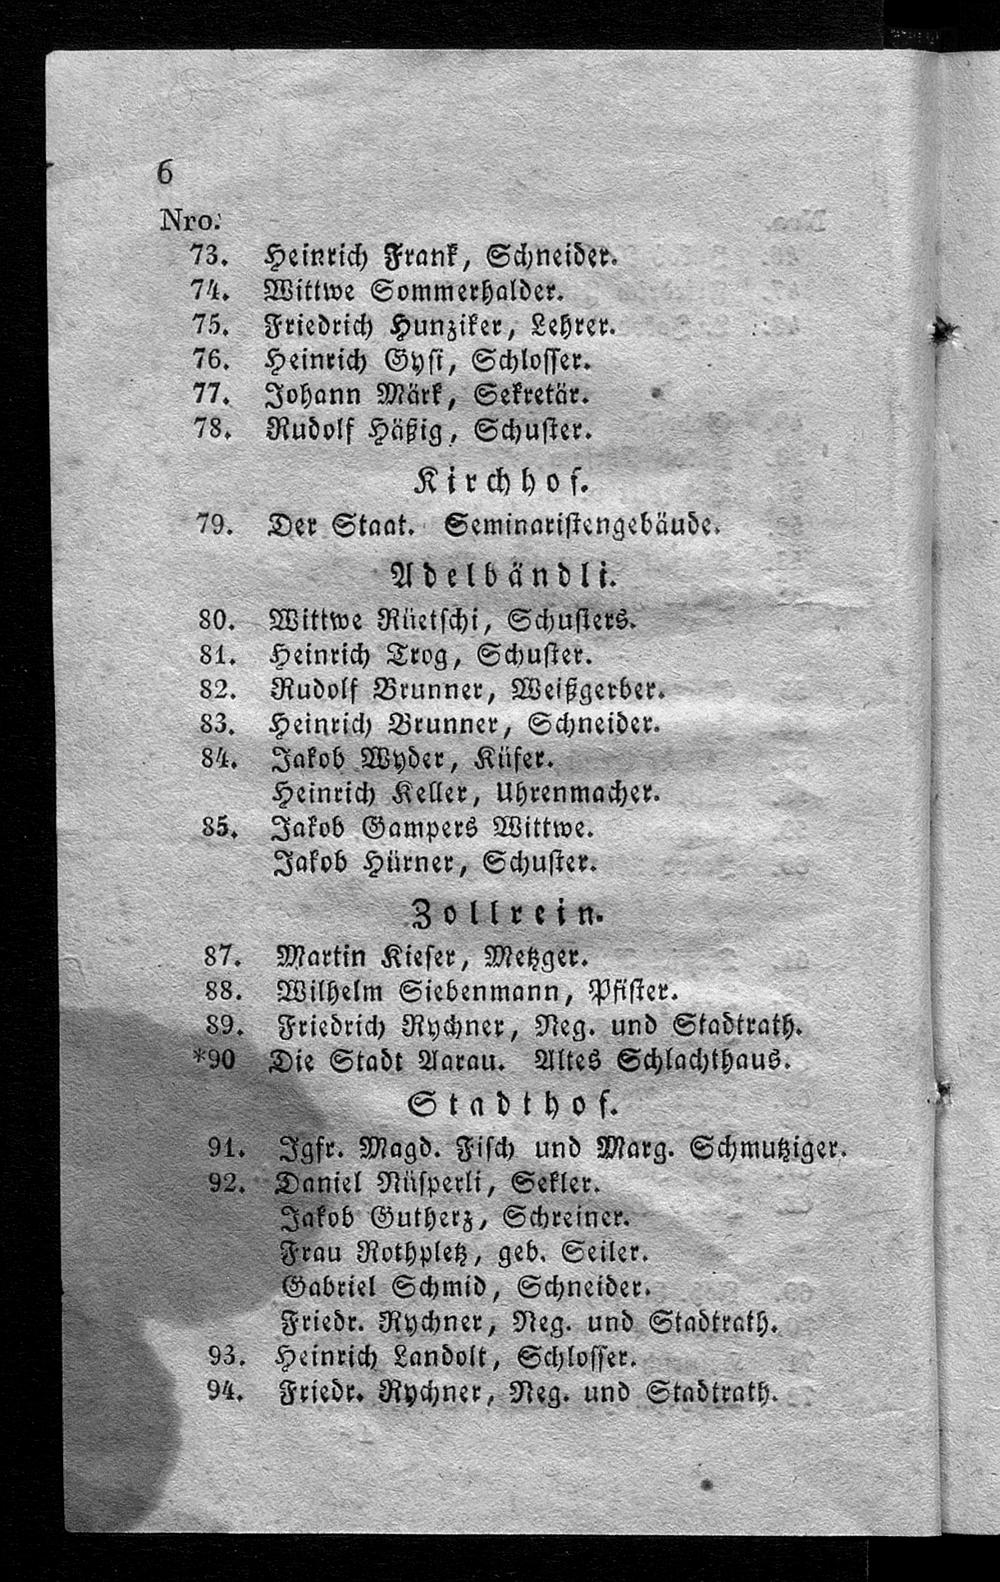 6
Nro.
73. Heinrich Frank, Schneider.
74. Wittwe Sommerhalder.
75. Friedrich Hunziker, Lehrer.
76. Heinrich Gysi, Schlosser.
77. Johann Märk, Sekretär.
78. Rudolf Häßig, Schuster.
Kirchhof.
79. Der Staat. Seminaristengebäude.
Adelbändli.
80. Wittwe Rüetschi, Schusters.
81. Heinrich Trog, Schuster.
82. Rudolf Brunner, Weißgerber.
83. Heinrich Brunner, Schneider.
84. Jakob Wyder, Küfer.
Heinrich Keller, Uhrenmacher.
85. Jakob Gampers Wittwe.
Jakob Hürner, Schuster.
Zollrein.
87. Martin Kieser, Metzger.
88. Wilhelm Siebenmann, Pfister.
89. Friedrich Rychner, Neg. und Stadtrath.
*90 Die Stadt Aarau. Altes Schlachthaus.
Stadthof.
91. Jgfr. Magd. Fisch und Marg. Schmutziger.
92. Daniel Nüsperli, Sekler.
Jakob Gutherz, Schreiner.
Frau Rothpletz, geb. Seiler.
Gabriel Schmid, Schneider.
Friedr. Rychner, Neg. und Stadtrath.
93. Heinrich Landolt, Schlosser.
94. Friedr. Rychner, Neg. und Stadtrath.